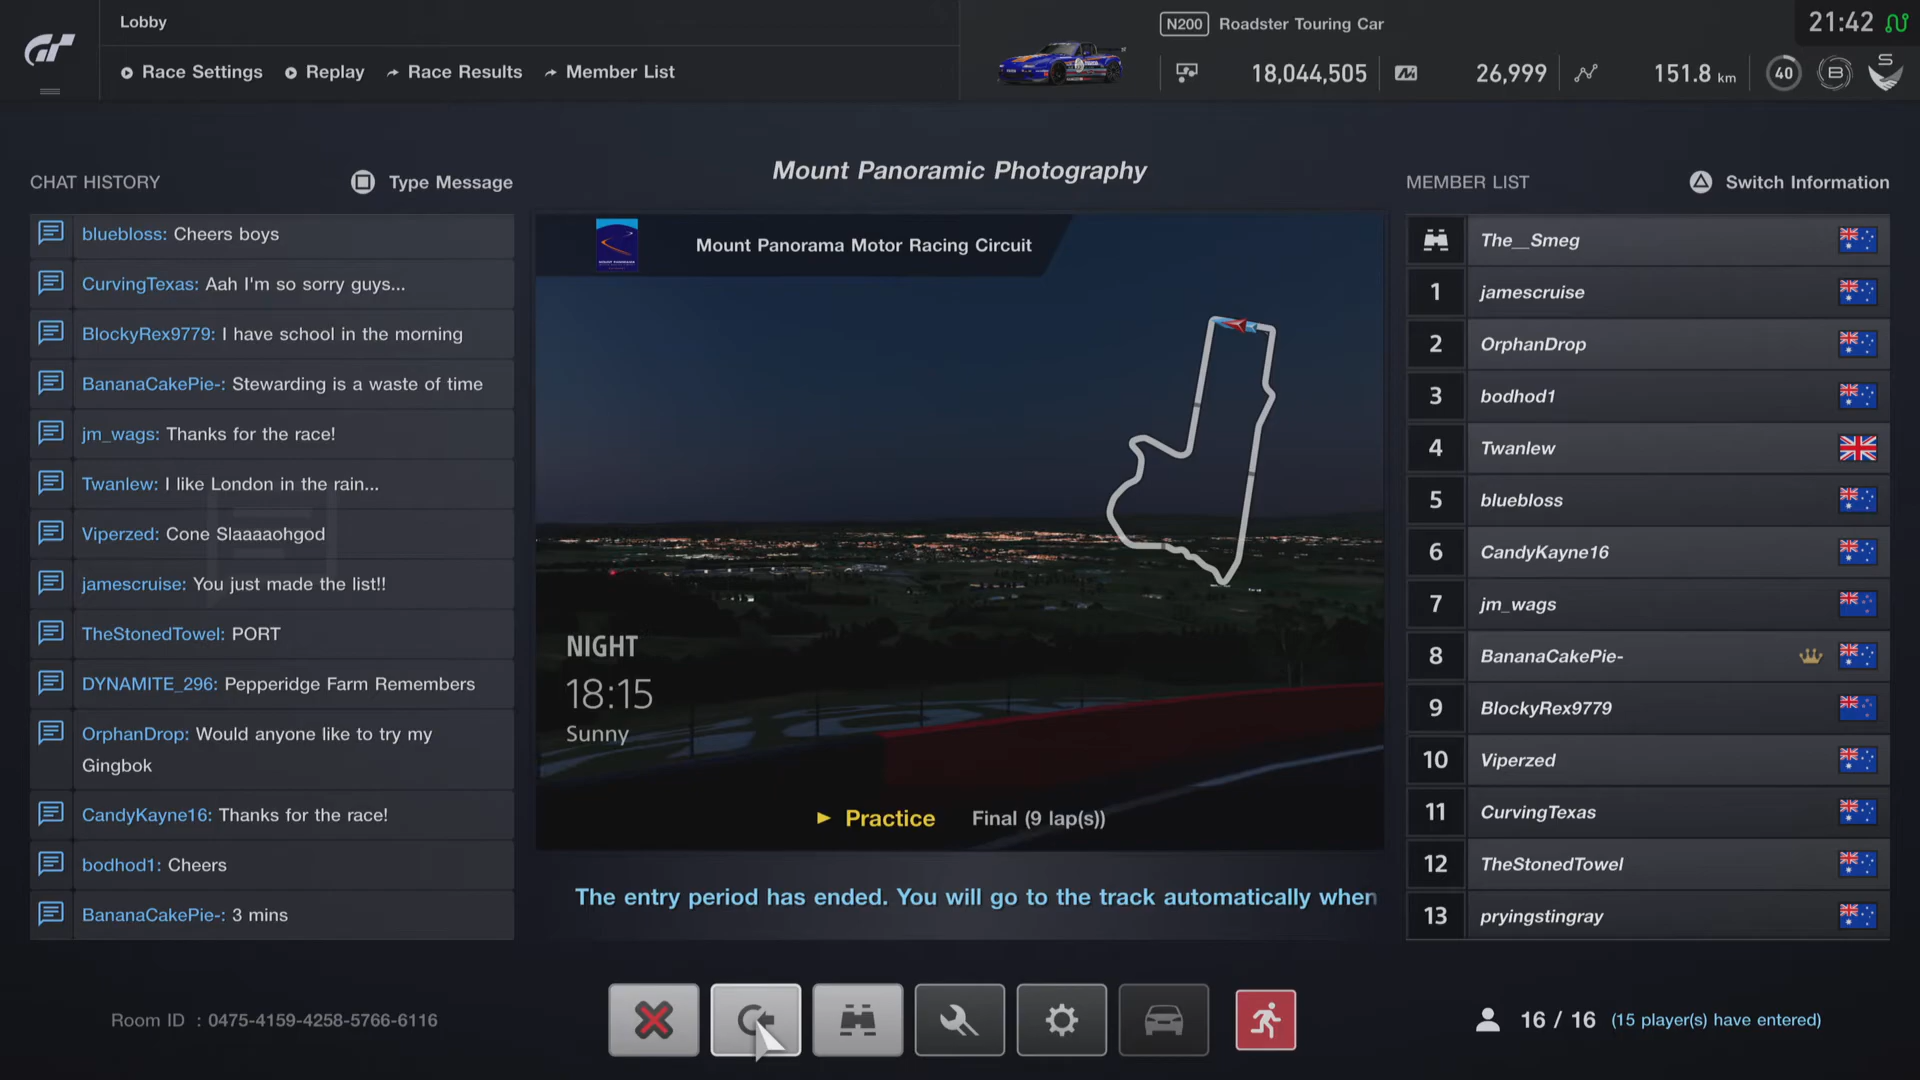 Lobby
N200 Roadster Touring Car
21:42
Race Settings Replay Race Results Member List
18,044,505 26,999 151.8 km 40 B S
Mount Panoramic Photography
CHAT HISTORY Type Message
bluebloss: Cheers boys
CurvingTexas: Aah I'm so sorry guys...
BlockyRex9779: I have school in the morning
BananaCakePie-: Stewarding is a waste of time
jm_wags: Thanks for the race!
Twanlew: I like London in the rain...
Viperzed: Cone Slaaaaohgod
jamescruise: You just made the list!!
TheStonedTowel: PORT
DYNAMITE_296: Pepperidge Farm Remembers
OrphanDrop: Would anyone like to try my
Gingbok
CandyKayne16: Thanks for the race!
bodhod1: Cheers
BananaCakePie-: 3 mins
Mount Panorama Motor Racing Circuit
NIGHT
18:15
Sunny
Practice Final (9 lap(s))
The entry period has ended. You will go to the track automatically when
MEMBER LIST Switch Information
The__Smeg
1 jamescruise
2 OrphanDrop
3 bodhod1
4 Twanlew
5 bluebloss
6 CandyKayne16
7 jm_wags
8 BananaCakePie-
9 BlockyRex9779
10 Viperzed
11 CurvingTexas
12 TheStonedTowel
13 pryingstingray
Room ID : 0475-4159-4258-5766-6116
16 / 16 (15 player(s) have entered)